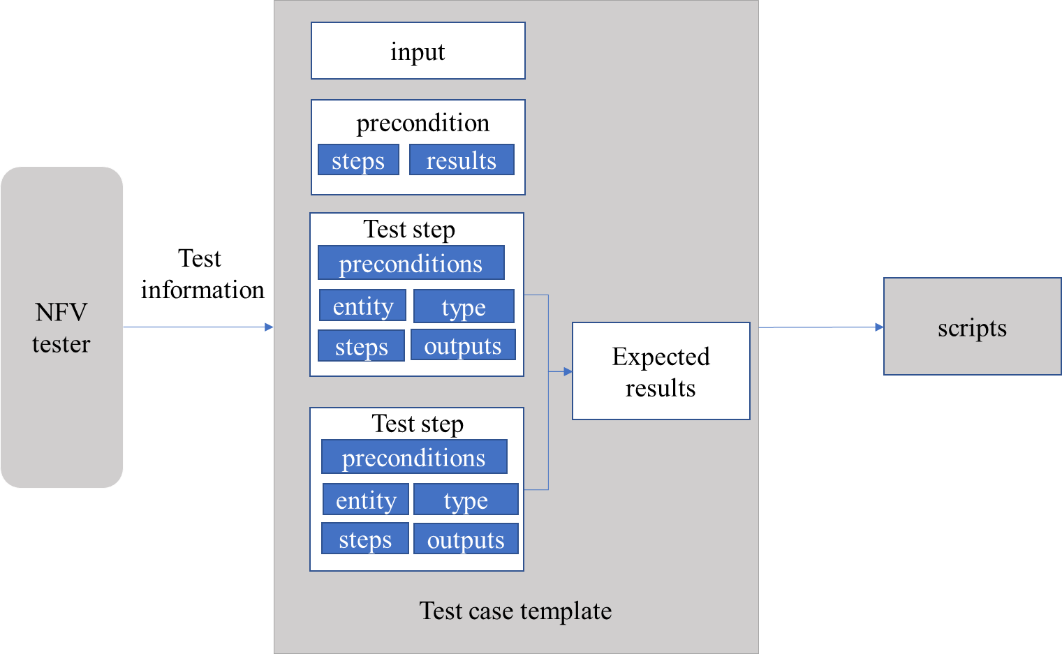 NFV
tester
Test
information
input
precondition
steps
results
Test step
preconditions
entity
type
steps
outputs
Test step
preconditions
entity
type
steps
outputs
Expected
results
Test case template
scripts